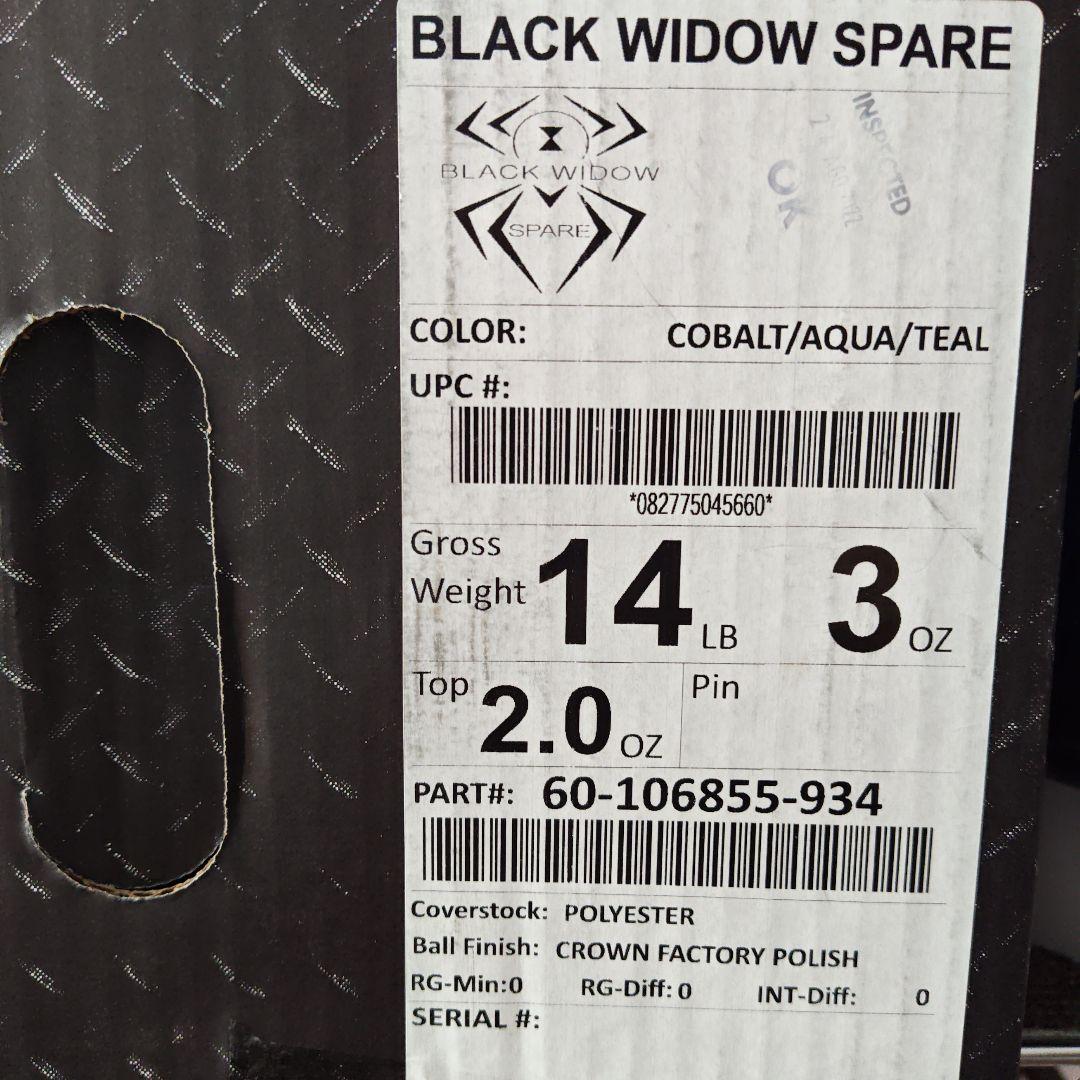 BLACK WIDOW SPARE
BLACK WIDOW
SPARE
INSPECTED
OK
COLOR: COBALT/AQUA/TEAL
UPC #:
*082775045660*
Gross Weight 14 LB 3 OZ
Top 2.0 OZ Pin
PART#: 60-106855-934
Coverstock: POLYESTER
Ball Finish: CROWN FACTORY POLISH
RG-Min:0 RG-Diff: 0 INT-Diff: 0
SERIAL #: